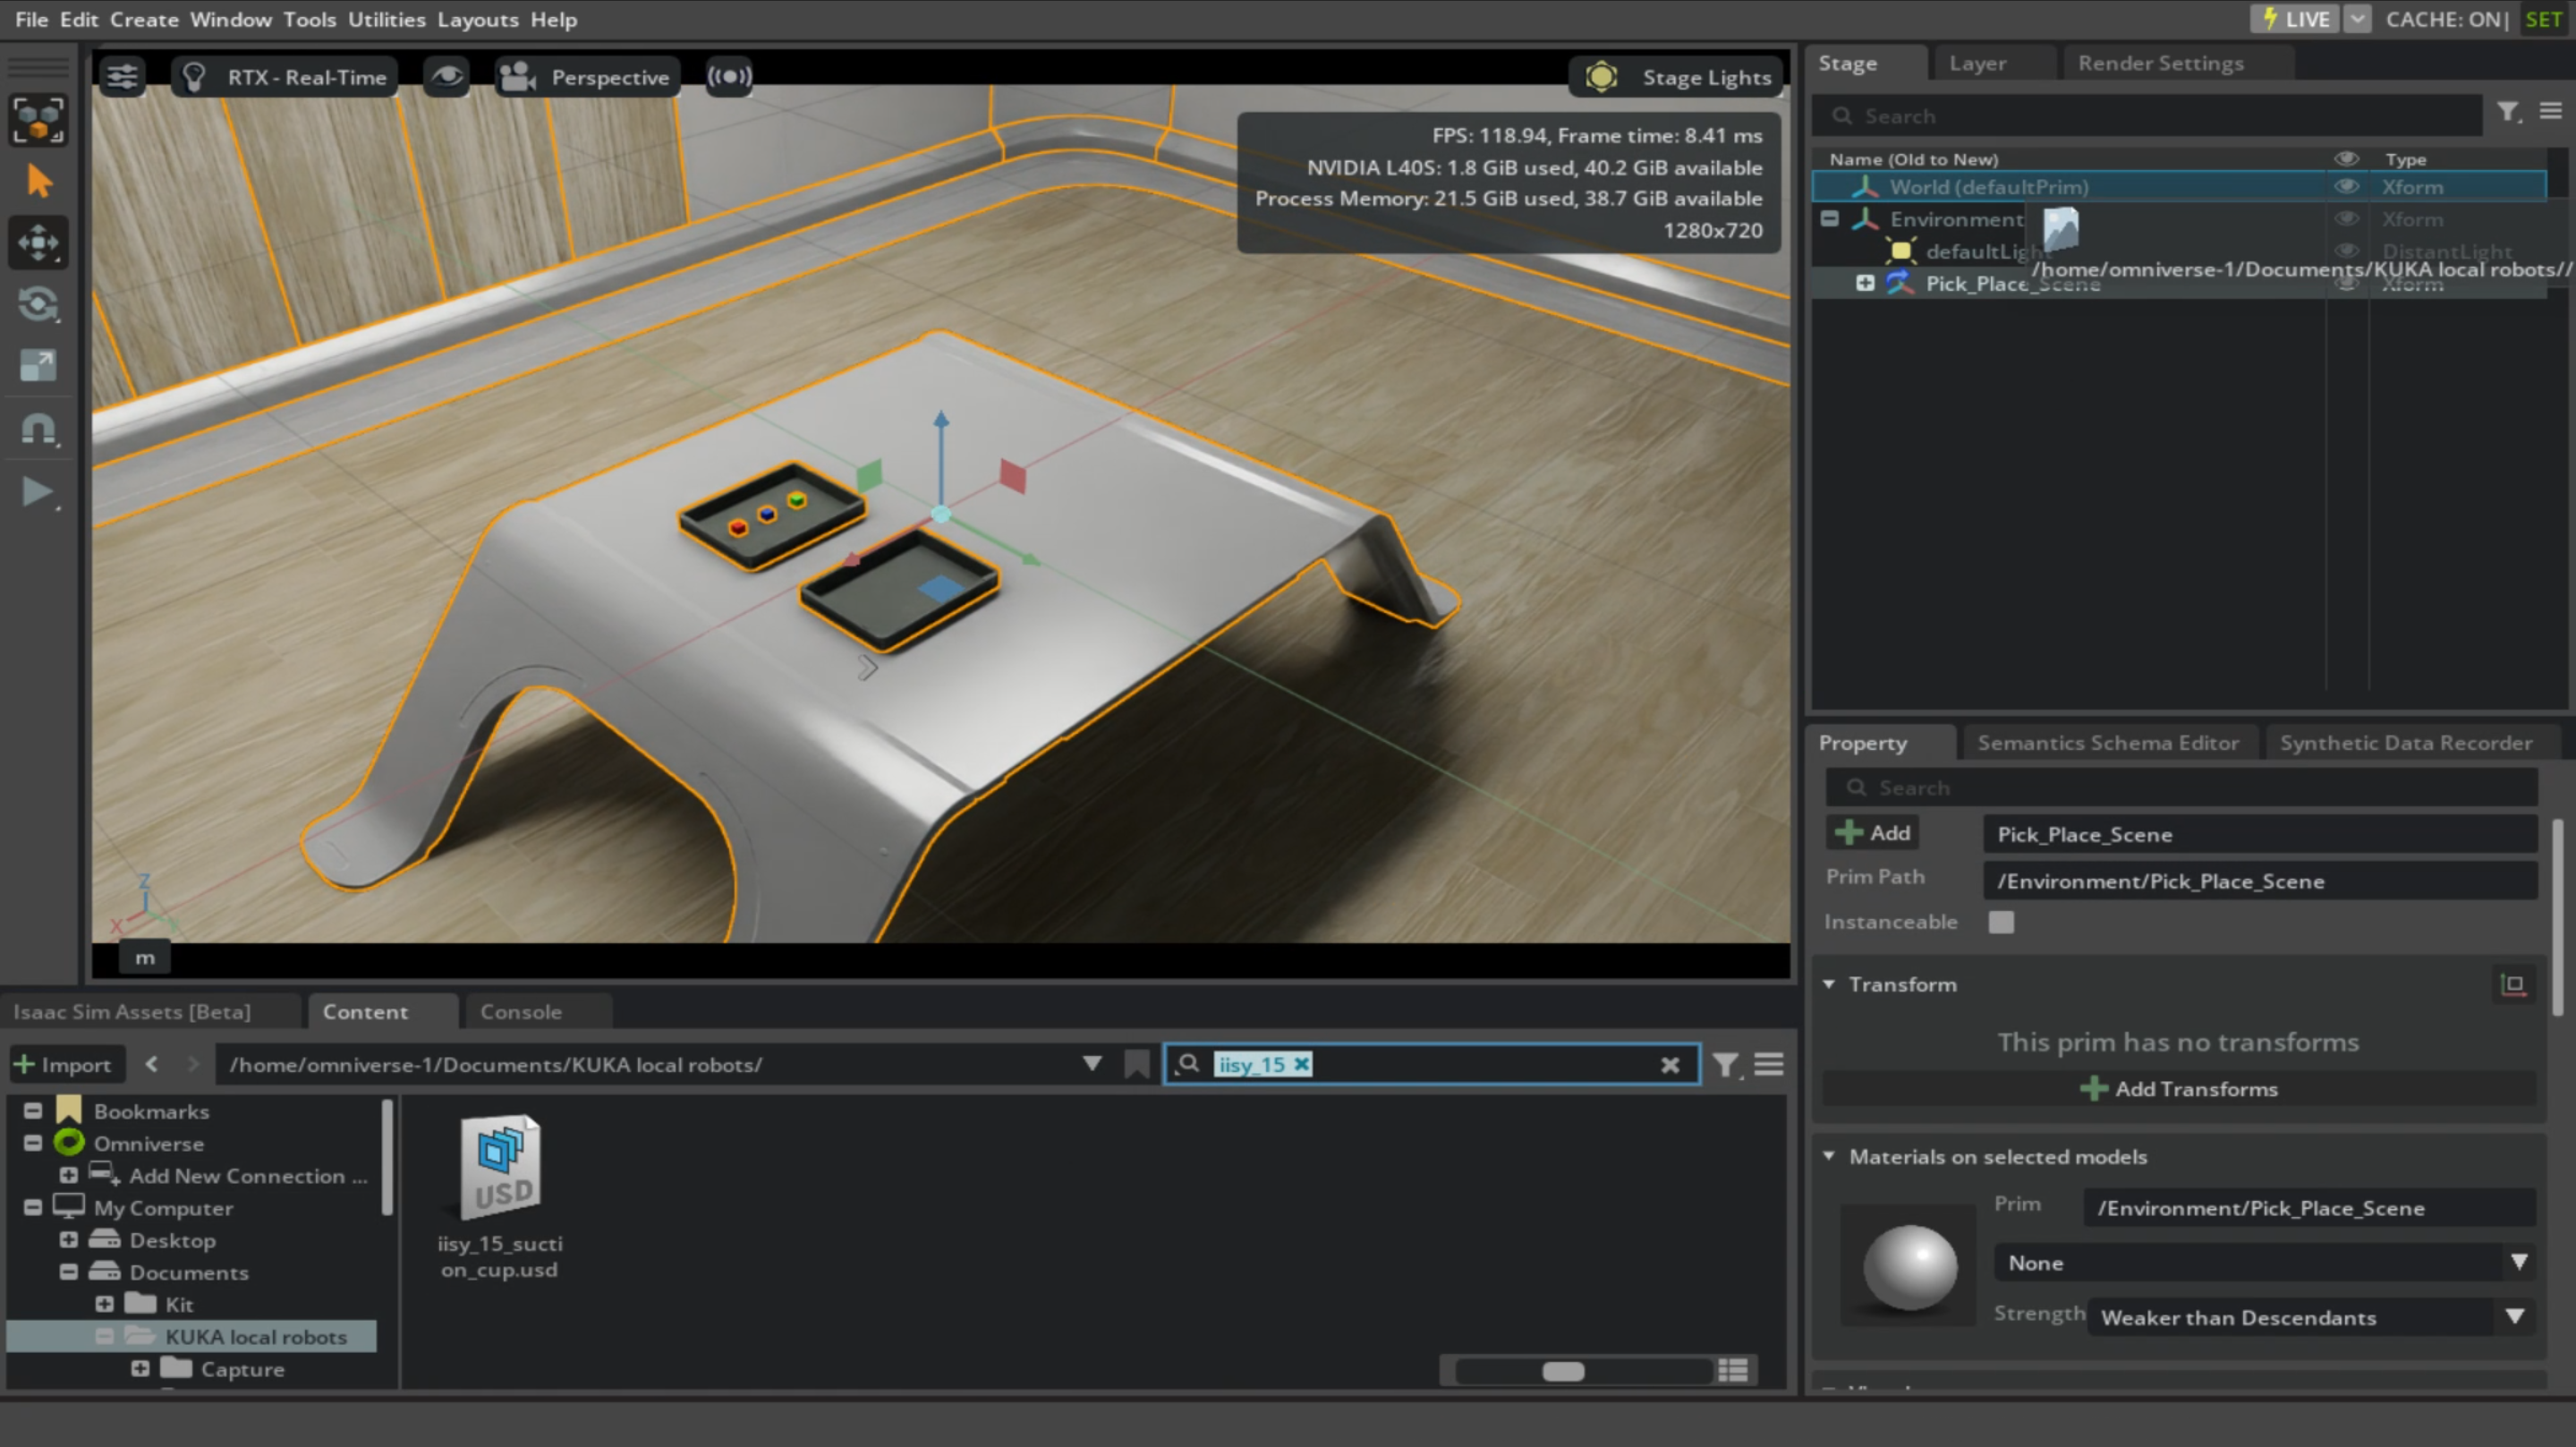 File Edit Create Window Tools Utilities Layouts Help
LIVE
CACHE: ON|
SET
RTX - Real-Time
Perspective
Stage Lights
FPS: 118.94, Frame time: 8.41 ms
NVIDIA L40S: 1.8 GiB used, 40.2 GiB available
Process Memory: 21.5 GiB used, 38.7 GiB available
1280x720
Z
X
m
Stage
Layer
Render Settings
Search
Name (Old to New)
Type
World (defaultPrim)
Xform
Environment
Xform
defaultLigh
DistantLight
/home/omniverse-1/Documents/KUKA local robots//
Pick_Place_Scene
Xform
Property
Semantics Schema Editor
Synthetic Data Recorder
Search
Add
Pick_Place_Scene
Prim Path
/Environment/Pick_Place_Scene
Instanceable
Transform
This prim has no transforms
Add Transforms
Materials on selected models
Prim
/Environment/Pick_Place_Scene
None
Strength
Weaker than Descendants
Isaac Sim Assets [Beta]
Content
Console
Import
/home/omniverse-1/Documents/KUKA local robots/
iisy_15
Bookmarks
Omniverse
Add New Connection ...
My Computer
Desktop
Documents
Kit
KUKA local robots
Capture
USD
iisy_15_sucti
on_cup.usd